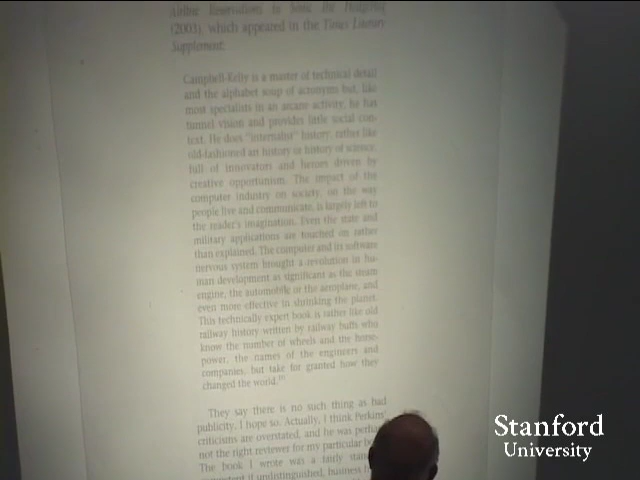 Airline Reservations to Sonic the Hedgehog
(2003), which appeared in the Times Literary
Supplement:
Campbell-Kelly is a master of technical detail
and the alphabet soup of acronyms but, like
most specialists in an arcane activity, he has
tunnel vision and provides little social con-
text. He does "internalist" history, rather like
old-fashioned art history or history of science,
full of innovators and heroes driven by
creative opportunism. The impact of the
computer industry on society, on the way
people live and communicate, is largely left to
the reader's imagination. Even the state and
military applications are touched on rather
than explained. The computer and its software
nervous system brought a revolution in hu-
man development as significant as the steam
engine, the automobile or the aeroplane, and
even more effective in shrinking the planet.
This technically expert book is rather like old
railway history written by railway buffs who
know the number of wheels and the horse-
power, the names of the engineers and
companies, but take for granted how they
changed the world.
They say there is no such thing as bad
publicity. I hope so. Actually, I think Perkins'
criticisms are overstated, and he was perhaps
not the right reviewer for my particular
The book I wrote was a fairly
if undistinguished, business
Stanford
University